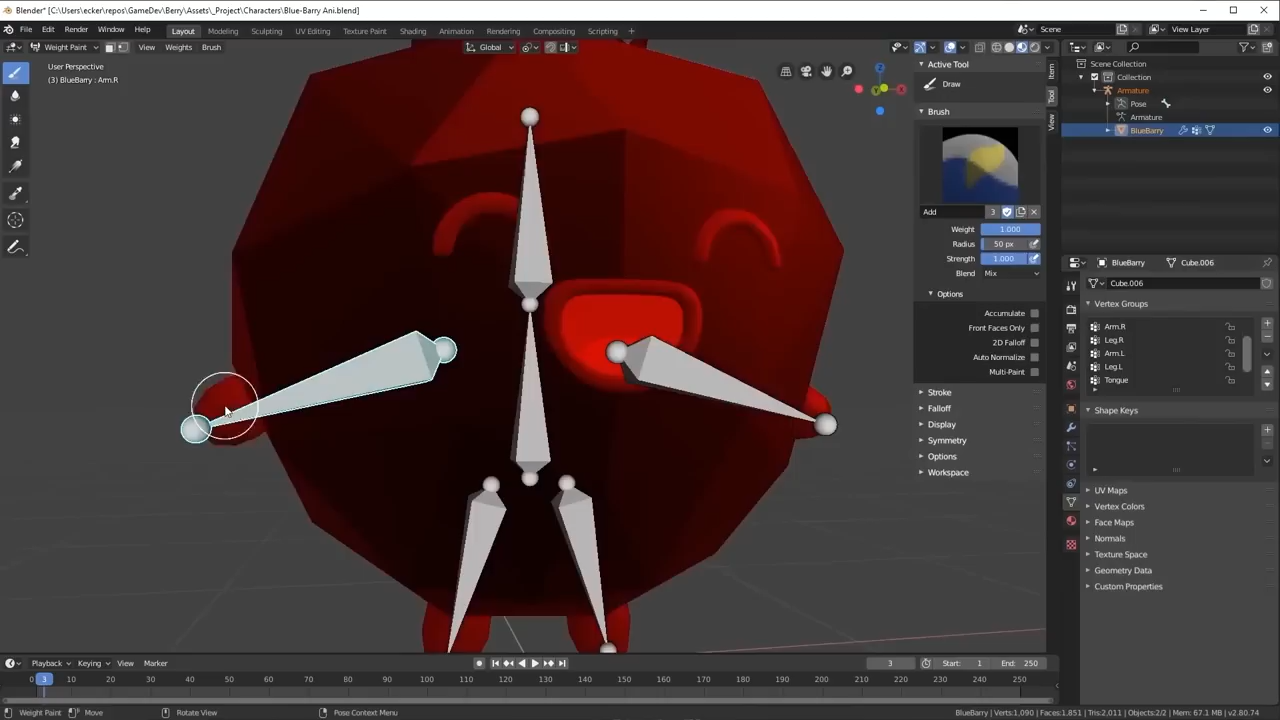 Blender* [C:\Users\ecker\repos\GameDev\Berry\Assets\_Project\Characters\Blue-Barry Ani.blend]
File Edit Render Window Help Layout Modeling Sculpting UV Editing Texture Paint Shading Animation Rendering Compositing Scripting + Scene View Layer
Weight Paint View Weights Brush Global
User Perspective
(3) BlueBarry : Arm.R
Active Tool
Draw
Brush
Add 3
Weight 1.000
Radius 50 px
Strength 1.000
Blend Mix
Options
Accumulate
Front Faces Only
2D Falloff
Auto Normalize
Multi-Paint
Stroke
Falloff
Display
Symmetry
Options
Workspace
Item
Tool
View
Scene Collection
Collection
Armature
Pose
Armature
BlueBarry
BlueBarry Cube.006
Cube.006
Vertex Groups
Arm.R
Leg.R
Arm.L
Leg.L
Tongue
Shape Keys
UV Maps
Vertex Colors
Face Maps
Normals
Texture Space
Geometry Data
Custom Properties
Playback Keying View Marker 3 Start: 1 End: 250
0 3 10 20 30 40 50 60 70 80 90 100 110 120 130 140 150 160 170 180 190 200 210 220 230 240 250
Weight Paint Move Rotate View Pose Context Menu BlueBarry | Verts:1,090 | Faces:1,851 | Tris:2,011 | Objects:2/2 | Mem: 67.1 MB | v2.80.74